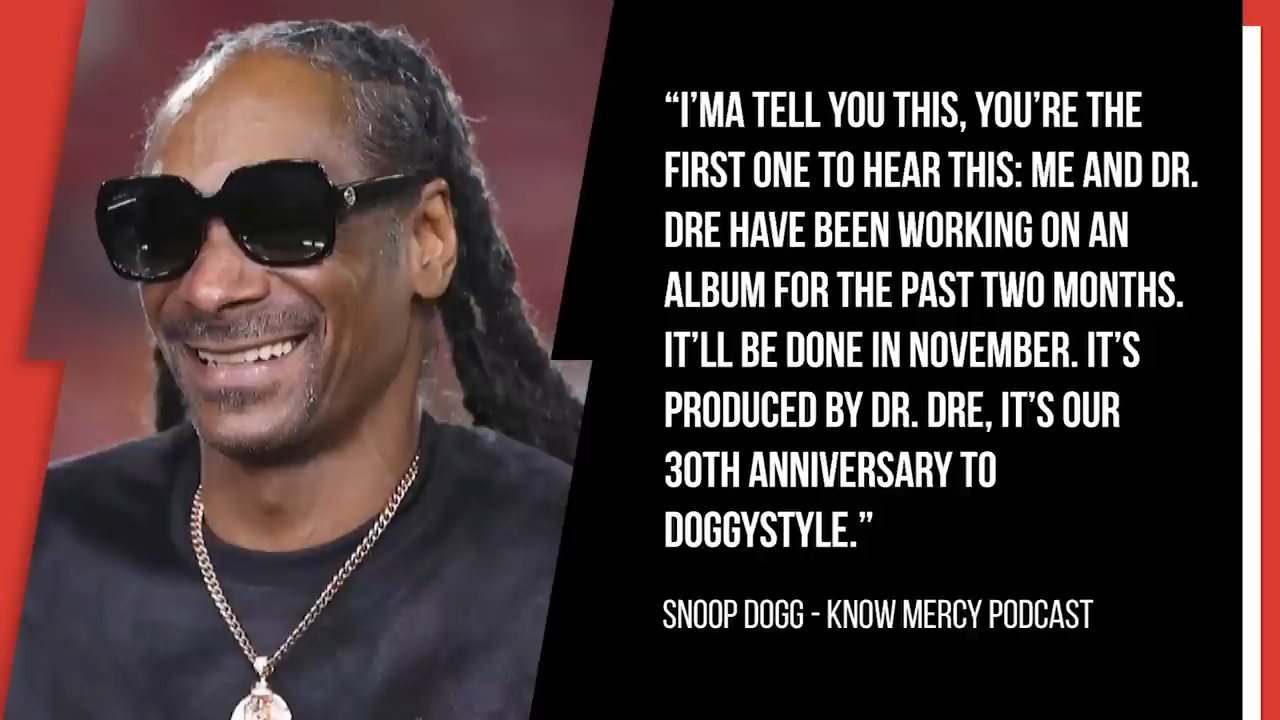 “I’MA TELL YOU THIS, YOU’RE THE
FIRST ONE TO HEAR THIS: ME AND DR.
DRE HAVE BEEN WORKING ON AN
ALBUM FOR THE PAST TWO MONTHS.
IT’LL BE DONE IN NOVEMBER. IT’S
PRODUCED BY DR. DRE, IT’S OUR
30TH ANNIVERSARY TO
DOGGYSTYLE.”
SNOOP DOGG - KNOW MERCY PODCAST